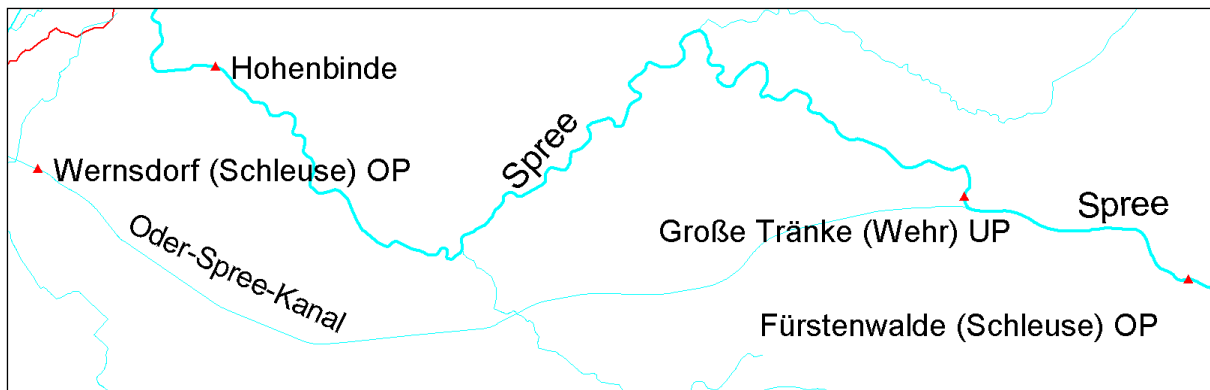 Hohenbinde
Wernsdorf (Schleuse) OP
Spree
Oder-Spree-Kanal
Große Tränke (Wehr) UP
Spree
Fürstenwalde (Schleuse) OP